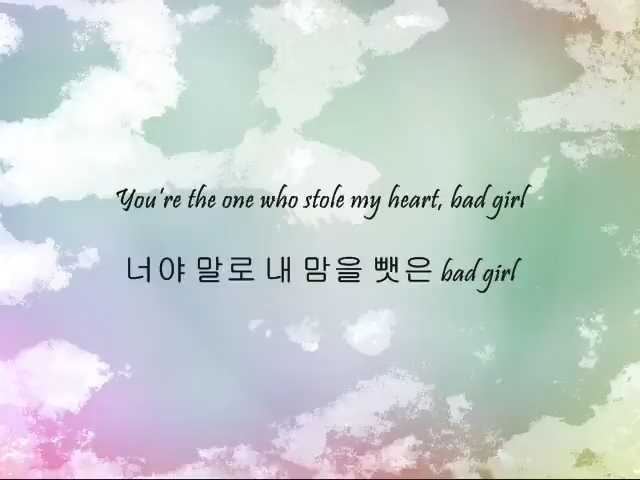 You're the one who stole my heart, bad girl
너야 말로 내 맘을 뺏은 bad girl